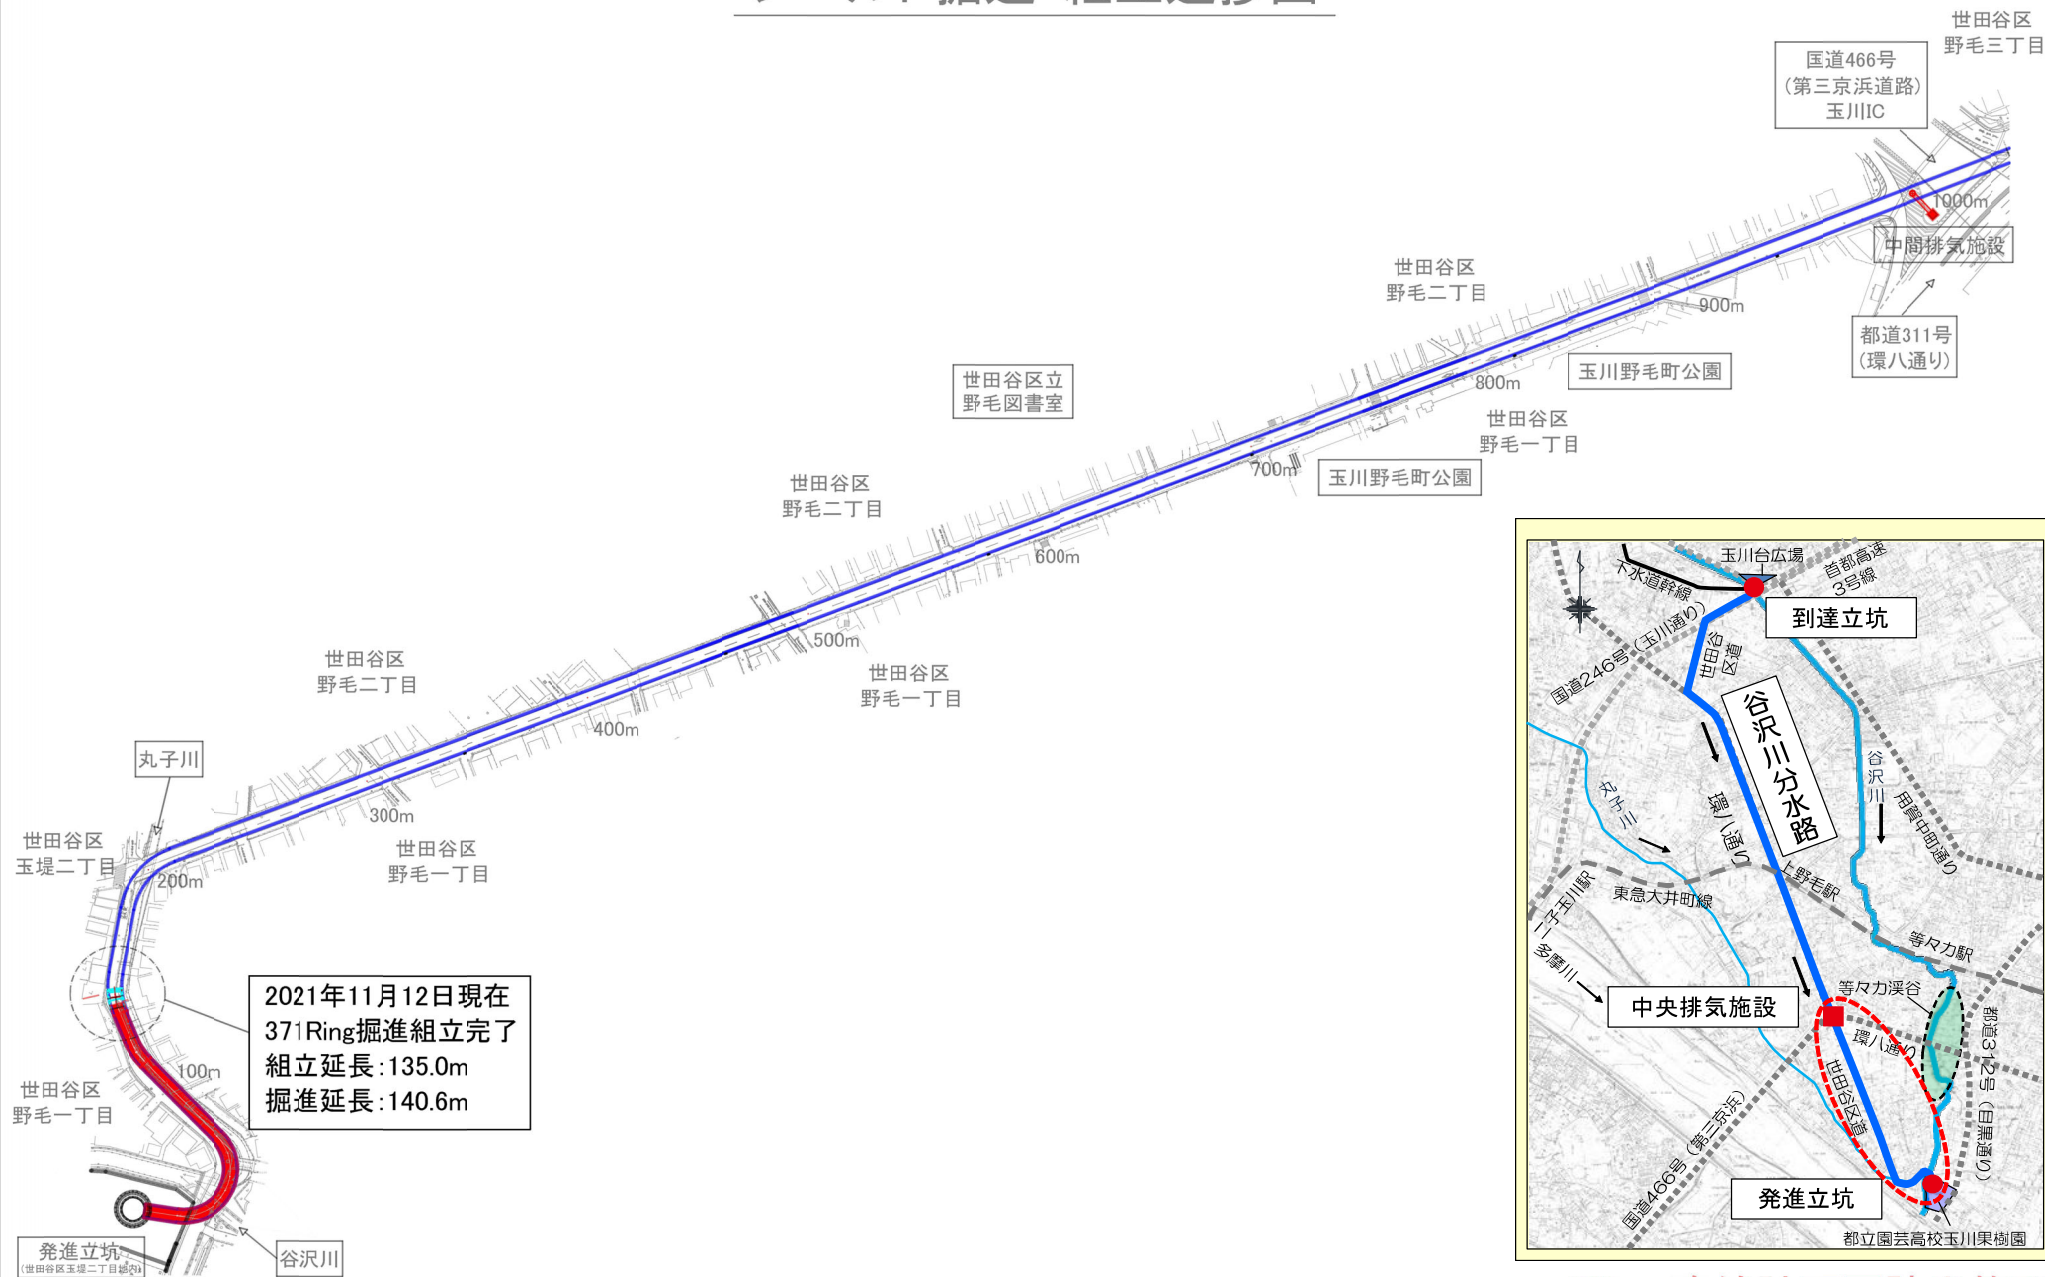 世田谷区
野毛三丁目
国道466号
(第三京浜道路)
玉川IC
1000m
中間排気施設
都道311号
(環八通り)
世田谷区
野毛二丁目
900m
玉川野毛町公園
800m
世田谷区
野毛一丁目
世田谷区立
野毛図書室
700m
玉川野毛町公園
世田谷区
野毛二丁目
600m
500m
世田谷区
野毛一丁目
世田谷区
野毛二丁目
400m
丸子川
300m
世田谷区
野毛一丁目
世田谷区
玉堤二丁目
200m
2021年11月12日現在
371Ring掘進組立完了
組立延長:135.0m
掘進延長:140.6m
100m
世田谷区
野毛一丁目
発進立坑
(世田谷区玉堤二丁目地内)
谷沢川
玉川台広場
首都高速
3号線
下水道幹線
到達立坑
国道246号(玉川通り)
世田谷
区道
谷沢川分水路
谷沢川
用賀中町通り
丸子川
環八通り
上野毛駅
東急大井町線
二子玉川駅
多摩川
等々力駅
等々力渓谷
中央排気施設
環八通り
都道312号(目黒通り)
世田谷区道
国道466号(第三京浜)
発進立坑
都立園芸高校玉川果樹園